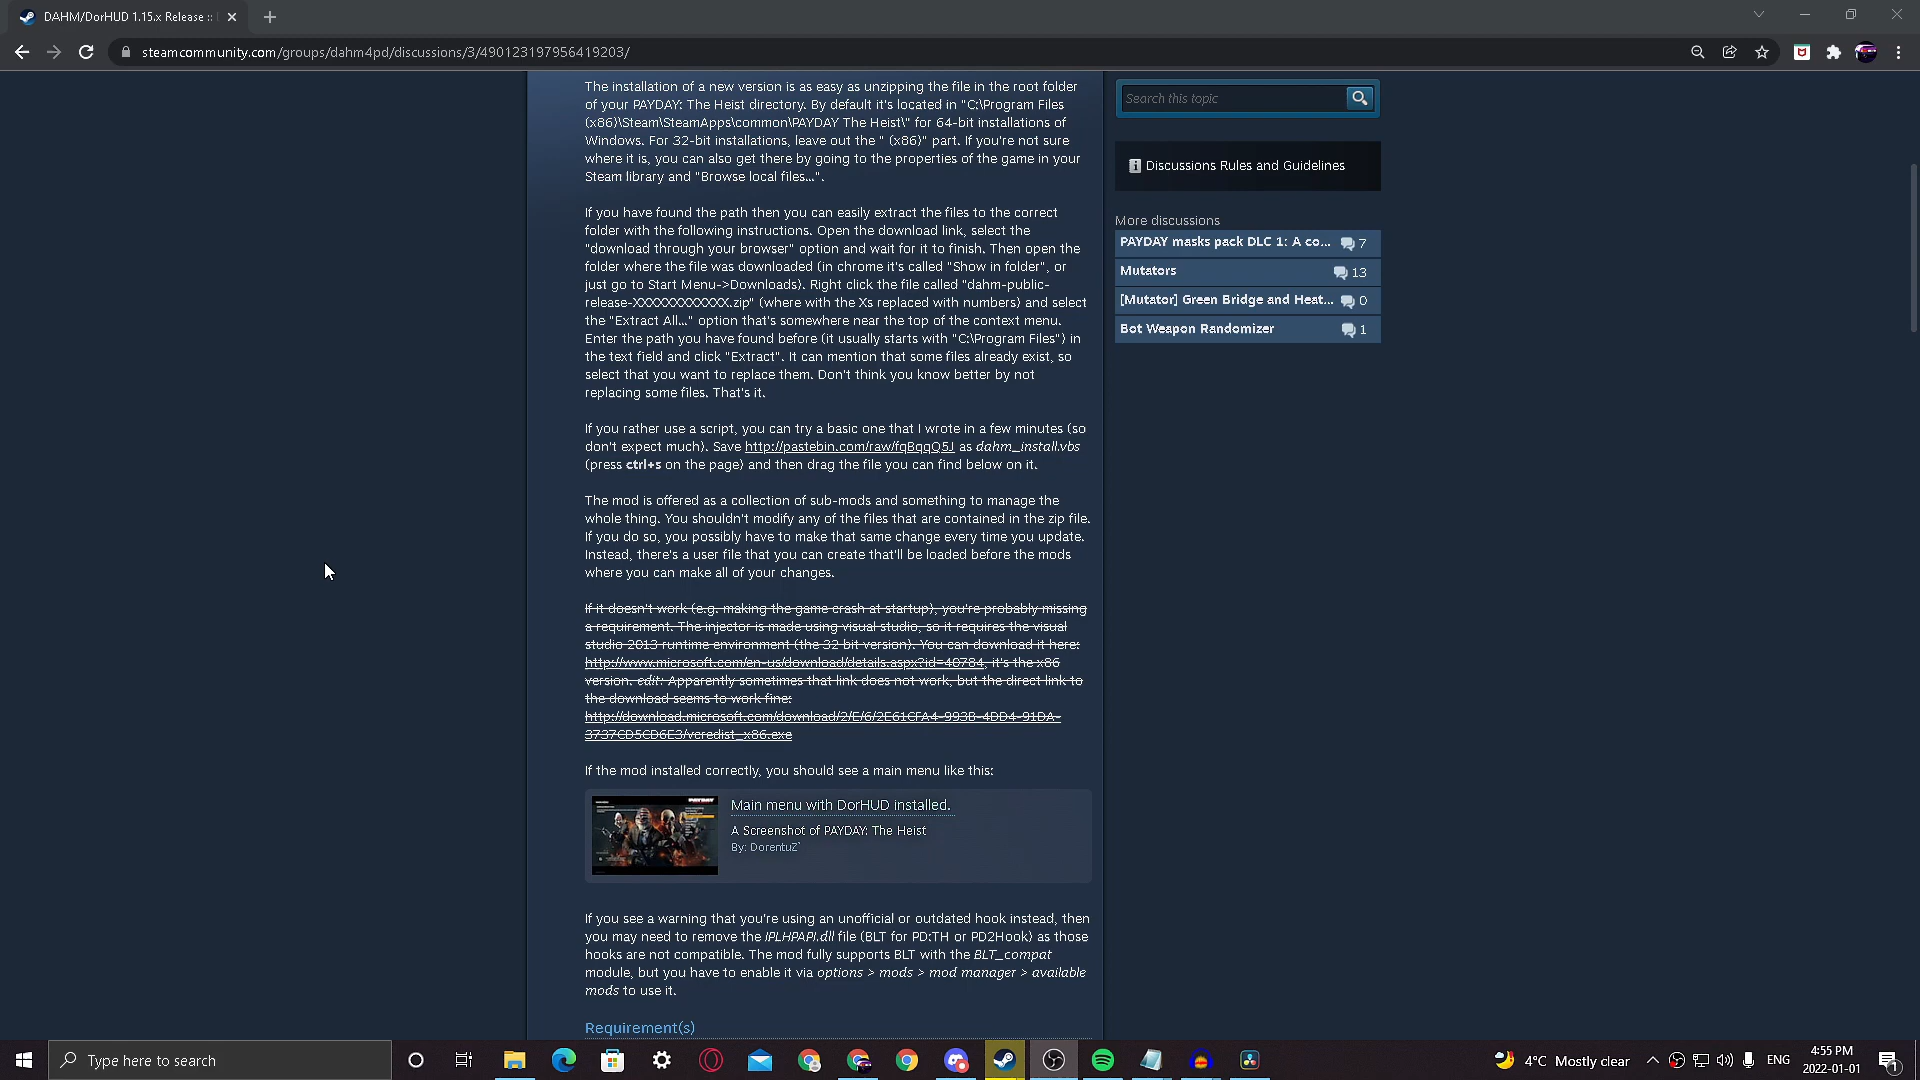 DAHM/DorHUD 1.15.x Release ::
steamcommunity.com/groups/dahm4pd/discussions/3/490123197956419203/
The installation of a new version is as easy as unzipping the file in the root folder
of your PAYDAY: The Heist directory. By default it's located in "C:\Program Files
(x86)\Steam\SteamApps\common\PAYDAY The Heist\" for 64-bit installations of
Windows. For 32-bit installations, leave out the " (x86)" part. If you're not sure
where it is, you can also get there by going to the properties of the game in your
Steam library and "Browse local files...".
If you have found the path then you can easily extract the files to the correct
folder with the following instructions. Open the download link, select the
"download through your browser" option and wait for it to finish. Then open the
folder where the file was downloaded (in chrome it's called "Show in folder", or
just go to Start Menu->Downloads). Right click the file called "dahm-public-
release-XXXXXXXXXXXX.zip" (where with the Xs replaced with numbers) and select
the "Extract All..." option that's somewhere near the top of the context menu.
Enter the path you have found before (it usually starts with "C:\Program Files") in
the text field and click "Extract". It can mention that some files already exist, so
select that you want to replace them. Don't think you know better by not
replacing some files. That's it.
If you rather use a script, you can try a basic one that I wrote in a few minutes (so
don't expect much). Save http://pastebin.com/raw/fqBqqQ5J as dahm_install.vbs
(press ctrl+s on the page) and then drag the file you can find below on it.
The mod is offered as a collection of sub-mods and something to manage the
whole thing. You shouldn't modify any of the files that are contained in the zip file.
If you do so, you possibly have to make that same change every time you update.
Instead, there's a user file that you can create that'll be loaded before the mods
where you can make all of your changes.
If it doesn't work (e.g. making the game crash at startup), you're probably missing
a requirement. The injector is made using visual studio, so it requires the visual
studio 2013 runtime environment (the 32 bit version). You can download it here:
http://www.microsoft.com/en-us/download/details.aspx?id=40784, it's the x86
version. edit: Apparently sometimes that link does not work, but the direct link to
the download seems to work fine:
http://download.microsoft.com/download/2/E/6/2E61CFA4-993B-4DD4-91DA-
3737CD5CD6E3/vcredist_x86.exe
If the mod installed correctly, you should see a main menu like this:
Main menu with DorHUD installed.
A Screenshot of PAYDAY: The Heist
By: DorentuZ`
If you see a warning that you're using an unofficial or outdated hook instead, then
you may need to remove the IPLHPAPI.dll file (BLT for PD:TH or PD2Hook) as those
hooks are not compatible. The mod fully supports BLT with the BLT_compat
module, but you have to enable it via options > mods > mod manager > available
mods to use it.
Requirement(s)
Search this topic
Discussions Rules and Guidelines
More discussions
PAYDAY masks pack DLC 1: A co... 7
Mutators 13
[Mutator] Green Bridge and Heat... 0
Bot Weapon Randomizer 1
Type here to search
4°C Mostly clear
ENG
4:55 PM
2022-01-01
1